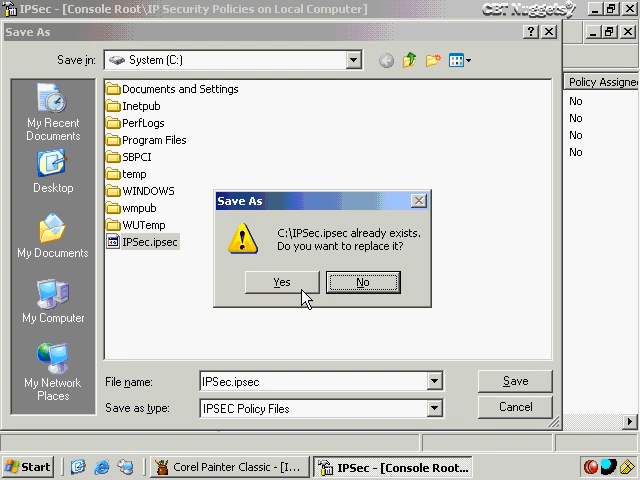 IPSec - [Console Root\IP Security Policies on Local Computer]
CBT Nuggets
Save As
Save in:
System (C:)
Policy Assigned
Documents and Settings
Inetpub
PerfLogs
Program Files
SBPCI
temp
WINDOWS
wmpub
WUTemp
IPSec.ipsec
No
No
No
No
My Recent
Documents
Desktop
My Documents
My Computer
My Network
Places
Save As
C:\IPSec.ipsec already exists.
Do you want to replace it?
Yes
No
File name:
IPSec.ipsec
Save
Save as type:
IPSEC Policy Files
Cancel
Start
Corel Painter Classic - [I...
IPSec - [Console Root...